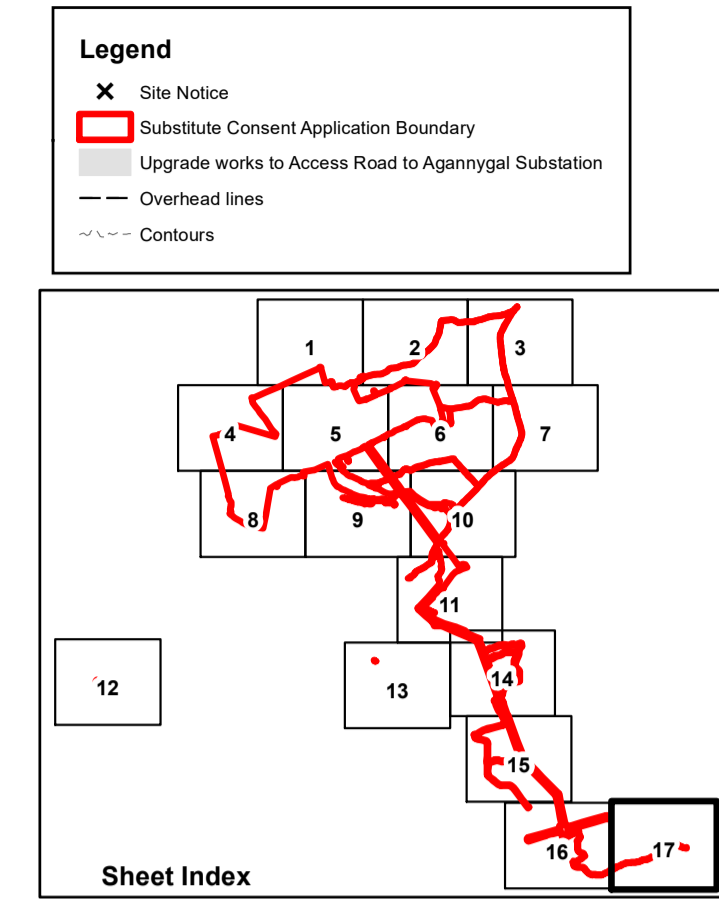 Legend
Site Notice
Substitute Consent Application Boundary
Upgrade works to Access Road to Agannygal Substation
Overhead lines
Contours
1 2 3
4 5 6 7
8 9 10
11
12 13 14
15
16 17
Sheet Index